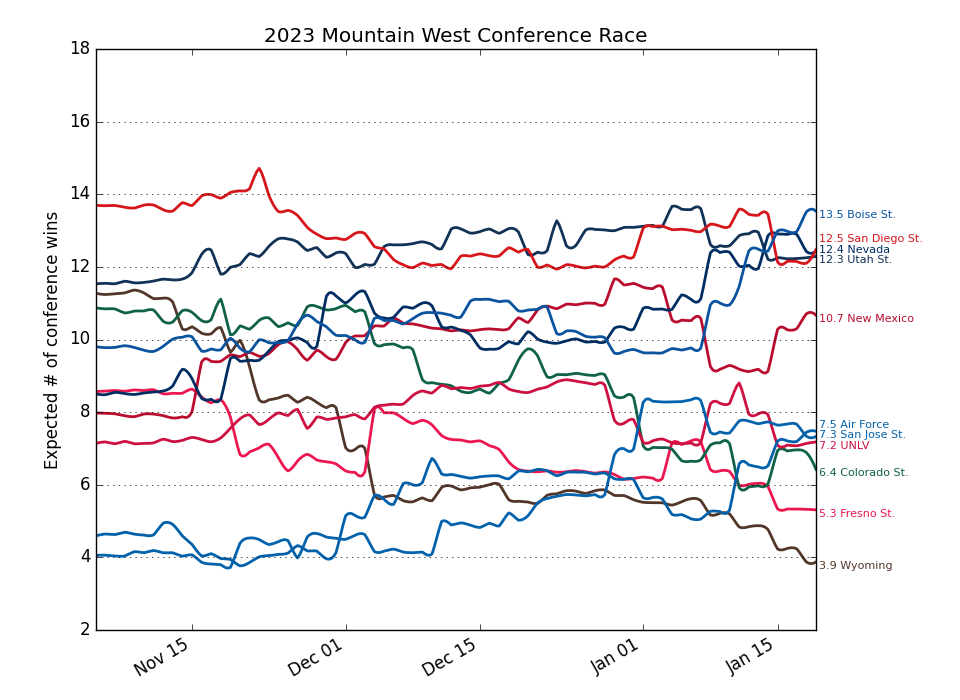 2023 Mountain West Conference Race
Expected # of conference wins
18
16
14
12
10
8
6
4
2
Nov 15
Dec 01
Dec 15
Jan 01
Jan 15
13.5 Boise St.
12.5 San Diego St.
12.4 Nevada
12.3 Utah St.
10.7 New Mexico
7.5 Air Force
7.3 San Jose St.
7.2 UNLV
6.4 Colorado St.
5.3 Fresno St.
3.9 Wyoming